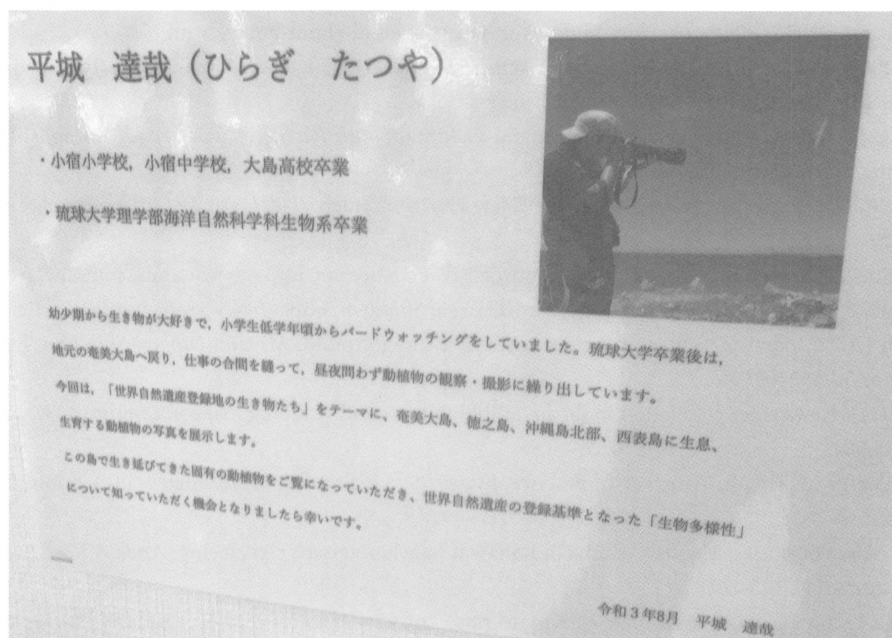 平城　達哉（ひらぎ　たつや）
・小宿小学校，小宿中学校，大島高校卒業
・琉球大学理学部海洋自然科学科生物系卒業
幼少期から生き物が大好きで，小学生低学年頃からバードウォッチングをしていました。琉球大学卒業後は，
地元の奄美大島へ戻り，仕事の合間を縫って，昼夜問わず動植物の観察・撮影に繰り出しています。
今回は，「世界自然遺産登録地の生き物たち」をテーマに、奄美大島、徳之島、沖縄島北部、西表島に生息、
生育する動植物の写真を展示します。
この島で生き延びてきた固有の動植物をご覧になっていただき、世界自然遺産の登録基準となった「生物多様性」
について知っていただく機会となりましたら幸いです。
令和３年8月　平城　達哉